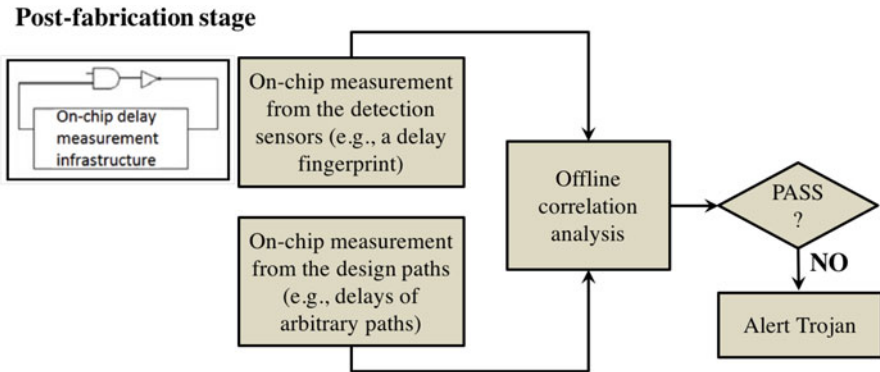 Post-fabrication stage
On-chip delay
measurement
infrastructure
On-chip measurement
from the detection
sensors (e.g., a delay
fingerprint)
On-chip measurement
from the design paths
(e.g., delays of
arbitrary paths)
Offline
correlation
analysis
PASS
?
NO
Alert Trojan